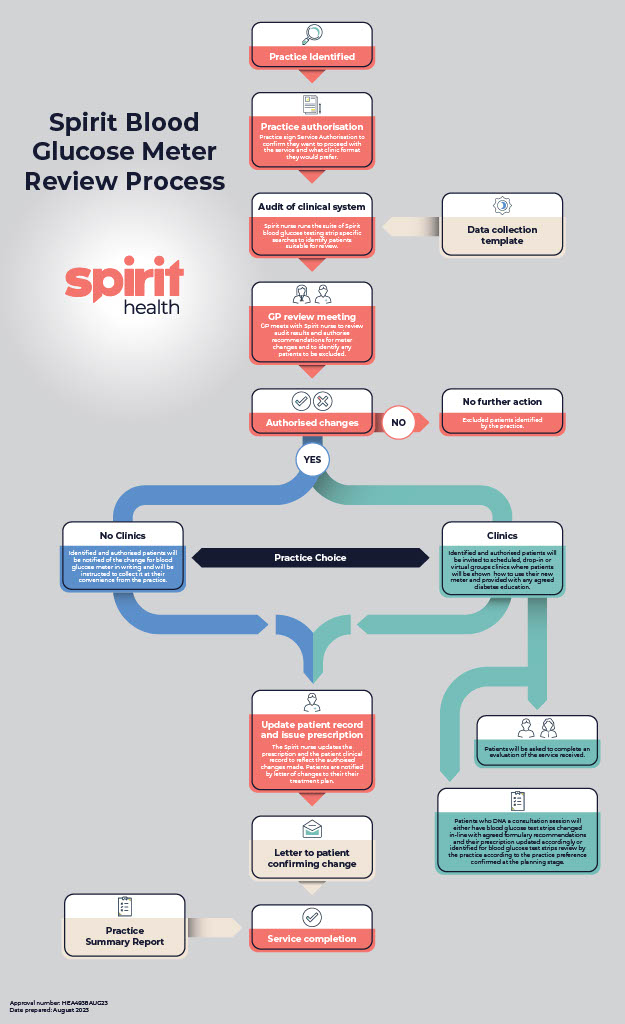 Practice Identified
Spirit Blood
Glucose Meter
Review Process
spirit
health
Practice authorisation
Practice sign Service Authorisation to
confirm they want to proceed with
the service and what clinic format
they would prefer.
Audit of clinical system
Spirit nurse runs the suite of Spirit
blood glucose testing strip specific
searches to identify patients
suitable for review.
Data collection
template
GP review meeting
GP meets with Spirit nurse to review
audit results and authorise
recommendations for meter
changes and to identify any
patients to be excluded.
Authorised changes
NO
No further action
Excluded patients identified
by the practice.
YES
No Clinics
Identified and authorised patients will
be notified of the change for blood
glucose meter in writing and will be
instructed to collect it at their
convenience from the practice.
Practice Choice
Clinics
Identified and authorised patients will
be invited to scheduled, drop-in or
virtual groups clinics where patients
will be shown how to use their new
meter and provided with any agreed
diabetes education.
Update patient record
and issue prescription
The Spirit nurse updates the
prescription and the patient clinical
record to reflect the authorised
changes made. Patients are notified
by letter of changes to their their
treatment plan.
Patients will be asked to complete an
evaluation of the service received.
Patients who DNA a consultation session will
either have blood glucose test strips changed
in-line with agreed formulary recommendations
and their prescription updated accordingly or
identified for blood glucose test strips review by
the practice according to the practice preference
confirmed at the planning stage.
Letter to patient
confirming change
Practice
Summary Report
Service completion
Approval number: HEA4938AUG23
Date prepared: August 2023